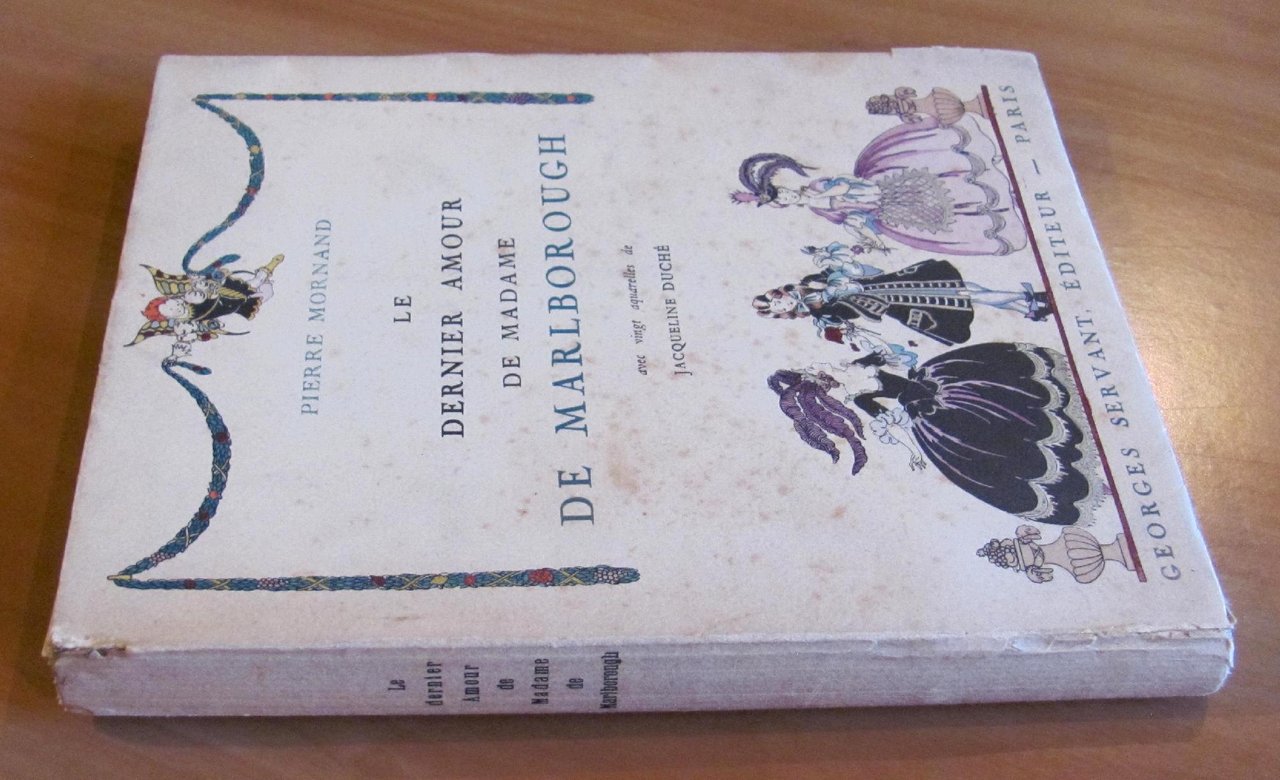 PIERRE MORNAND
LE
DERNIER AMOUR
DE MADAME
DE MARLBOROUGH
avec vingt aquarelles de
JACQUELINE DUCHÉ
GEORGES SERVANT, ÉDITEUR — PARIS
Le
dernier
Amour
de
Madame
de
Marlborough